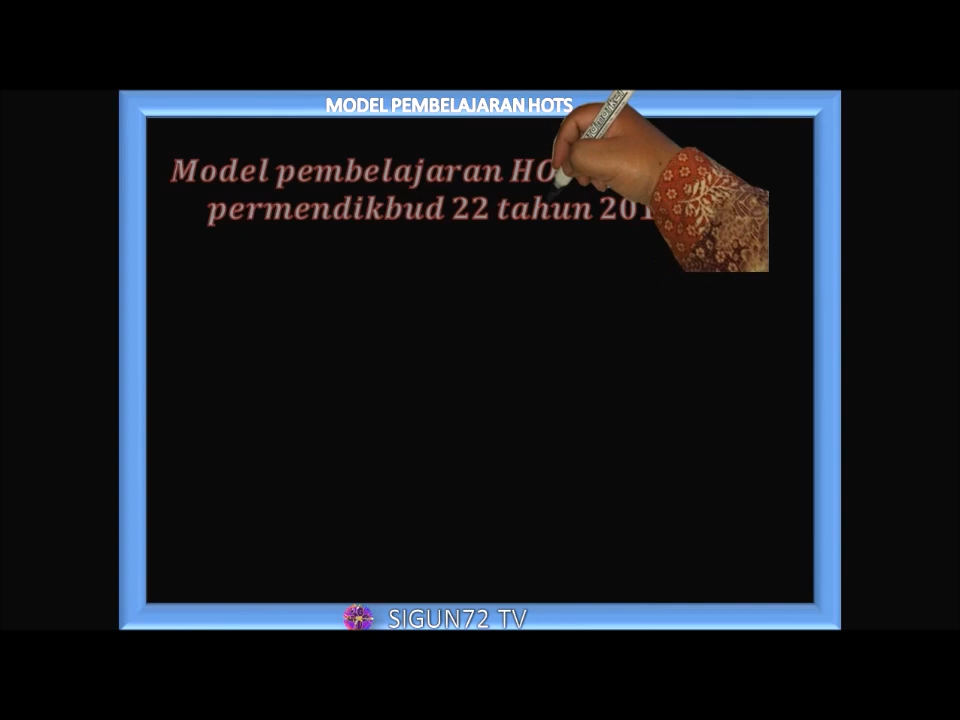 MODEL PEMBELAJARAN HOTS
Model pembelajaran
permendikbud 22 tahun
SIGUN72 TV